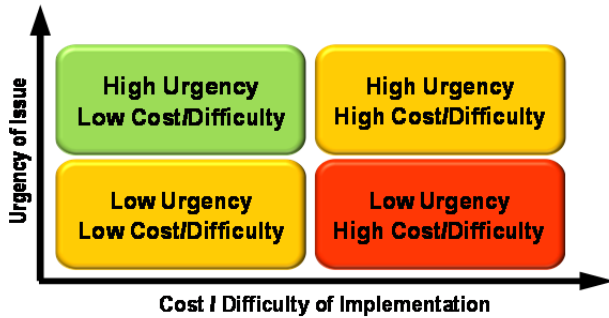 Urgency of Issue
High Urgency
Low Cost/Difficulty
High Urgency
High Cost/Difficulty
Low Urgency
Low Cost/Difficulty
Low Urgency
High Cost/Difficulty
Cost / Difficulty of Implementation